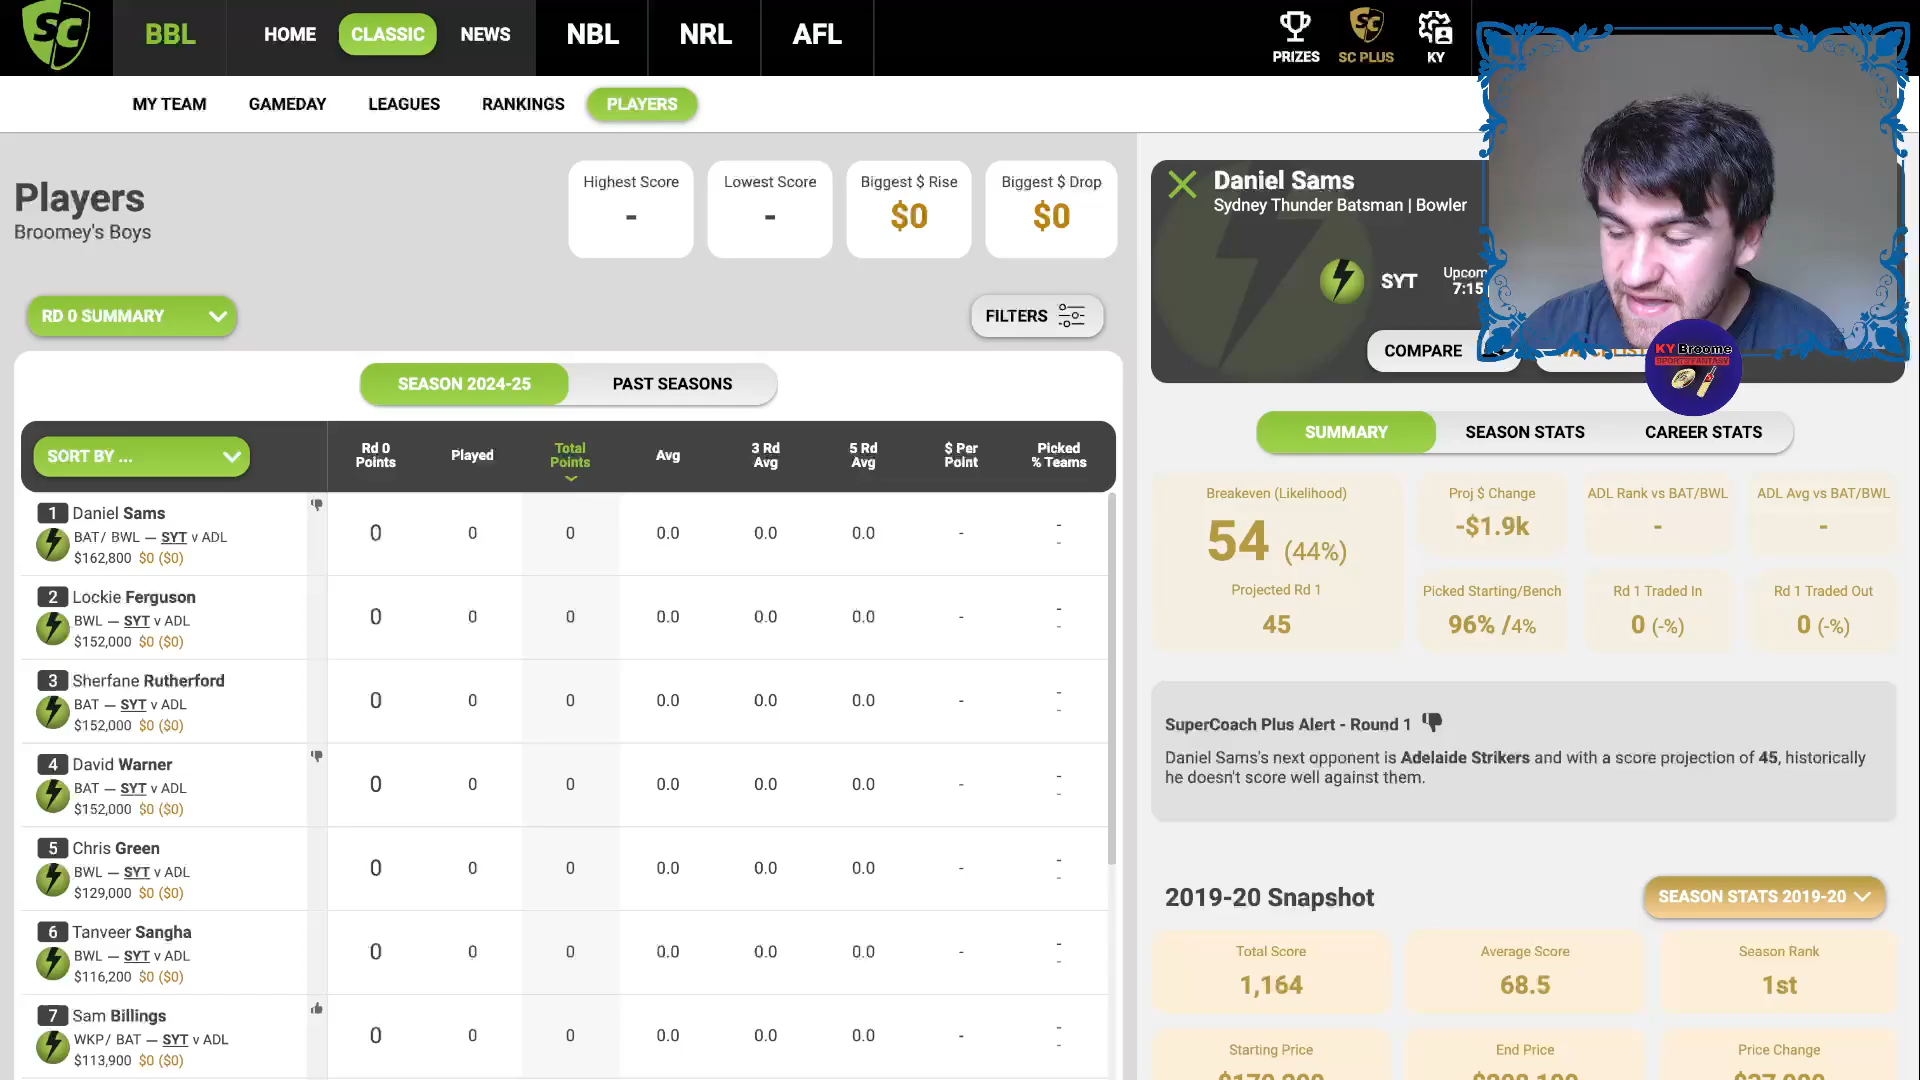 SC
BBL
HOME
CLASSIC
NEWS
NBL
NRL
AFL
PRIZES
SC PLUS
KY
MY TEAM
GAMEDAY
LEAGUES
RANKINGS
PLAYERS
Players
Broomey's Boys
Highest Score
-
Lowest Score
-
Biggest $ Rise
$0
Biggest $ Drop
$0
RD 0 SUMMARY
FILTERS
SEASON 2024-25
PAST SEASONS
SORT BY ...
Rd 0
Points
Played
Total
Points
Avg
3 Rd
Avg
5 Rd
Avg
$ Per
Point
Picked
% Teams
1 Daniel Sams
BAT/ BWL — SYT v ADL
$162,800 $0 ($0)
0 0 0 0.0 0.0 0.0 - -
-
2 Lockie Ferguson
BWL — SYT v ADL
$152,000 $0 ($0)
0 0 0 0.0 0.0 0.0 - -
-
3 Sherfane Rutherford
BAT — SYT v ADL
$152,000 $0 ($0)
0 0 0 0.0 0.0 0.0 - -
-
4 David Warner
BAT — SYT v ADL
$152,000 $0 ($0)
0 0 0 0.0 0.0 0.0 - -
-
5 Chris Green
BWL — SYT v ADL
$129,000 $0 ($0)
0 0 0 0.0 0.0 0.0 - -
-
6 Tanveer Sangha
BWL — SYT v ADL
$116,200 $0 ($0)
0 0 0 0.0 0.0 0.0 - -
-
7 Sam Billings
WKP/ BAT — SYT v ADL
$113,900 $0 ($0)
0 0 0 0.0 0.0 0.0 - -
-
Daniel Sams
Sydney Thunder Batsman | Bowler
SYT
Upcom
7:15
COMPARE
KY Broome
SPORTS FANTASY
SUMMARY
SEASON STATS
CAREER STATS
Breakeven (Likelihood)
54 (44%)
Projected Rd 1
45
Proj $ Change
-$1.9k
ADL Rank vs BAT/BWL
-
ADL Avg vs BAT/BWL
-
Picked Starting/Bench
96% /4%
Rd 1 Traded In
0 (-%)
Rd 1 Traded Out
0 (-%)
SuperCoach Plus Alert - Round 1
Daniel Sams's next opponent is Adelaide Strikers and with a score projection of 45, historically
he doesn't score well against them.
2019-20 Snapshot
SEASON STATS 2019-20
Total Score
1,164
Average Score
68.5
Season Rank
1st
Starting Price
End Price
Price Change